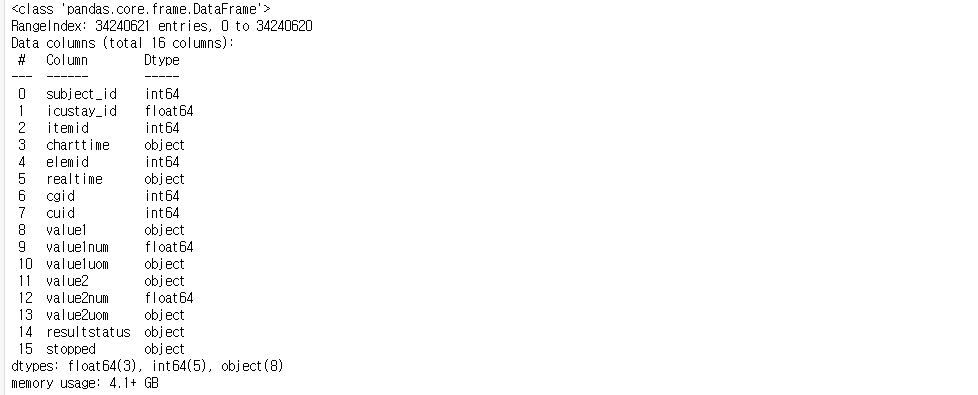 <class 'pandas.core.frame.DataFrame'>
RangeIndex: 34240621 entries, 0 to 34240620
Data columns (total 16 columns):
 #   Column        Dtype
---  ------        -----
 0   subject_id    int64
 1   icustay_id    float64
 2   itemid        int64
 3   charttime     object
 4   elemid        int64
 5   realtime      object
 6   cgid          int64
 7   cuid          int64
 8   value1        object
 9   value1num     float64
 10  value1uom     object
 11  value2        object
 12  value2num     float64
 13  value2uom     object
 14  resultstatus  object
 15  stopped       object
dtypes: float64(3), int64(5), object(8)
memory usage: 4.1+ GB